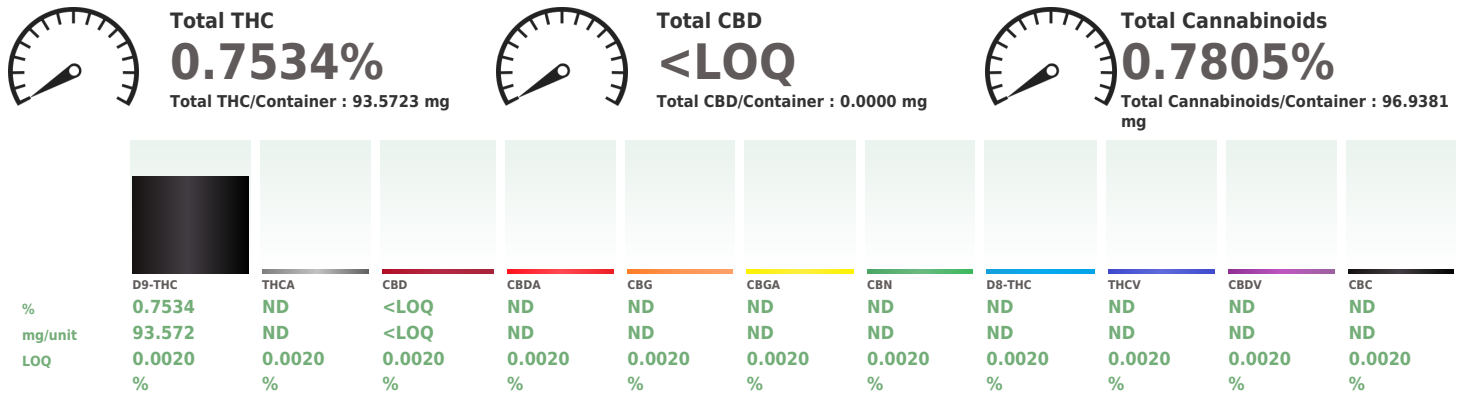 Total THC
0.7534%
Total THC/Container : 93.5723 mg
Total CBD
<LOQ
Total CBD/Container : 0.0000 mg
Total Cannabinoids
0.7805%
Total Cannabinoids/Container : 96.9381
mg
D9-THC THCA CBD CBDA CBG CBGA CBN D8-THC THCV CBDV CBC
% 0.7534 ND <LOQ ND ND ND ND ND ND ND ND
mg/unit 93.572 ND <LOQ ND ND ND ND ND ND ND ND
LOQ 0.0020 0.0020 0.0020 0.0020 0.0020 0.0020 0.0020 0.0020 0.0020 0.0020 0.0020
% % % % % % % % % % %